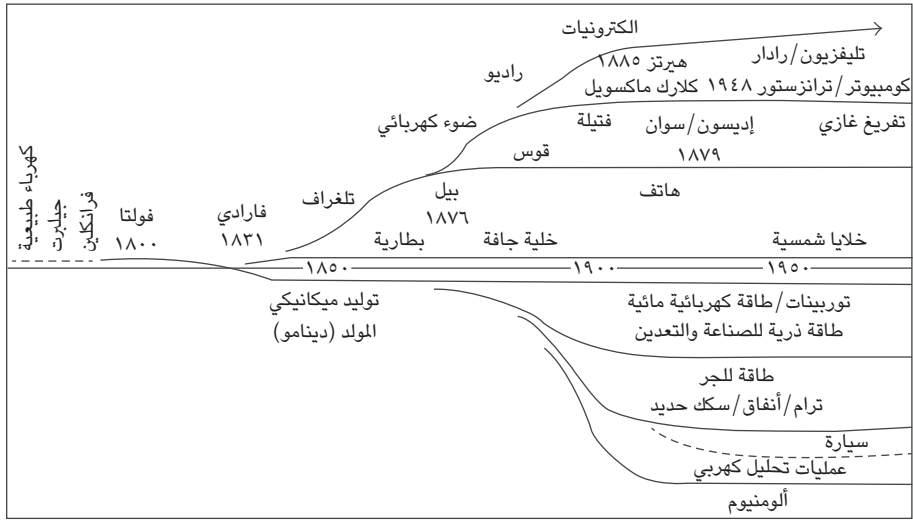 الكترونيات
تليفزيون/رادار
هيرتز ١٨٨٥
راديو
كومبيوتر/ترانزستور ١٩٤٨ كلارك ماكسويل
ضوء كهربائي
فتيلة
إديسون/سوان
١٨٧٩
تفريغ غازي
قوس
كهرباء طبيعية
جيلبرت
فرانكلين
فولتا
١٨٠٠
فارادي
١٨٣١
تلغراف
بيل
١٨٧٦
هاتف
بطارية
خلية جافة
خلايا شمسية
١٨٥٠
١٩٠٠
١٩٥٠
توليد ميكانيكي
المولد (دينامو)
توربينات/طاقة كهربائية مائية
طاقة ذرية للصناعة والتعدين
طاقة للجر
ترام/أنفاق/سكك حديد
سيارة
عمليات تحليل كهربي
ألومنيوم